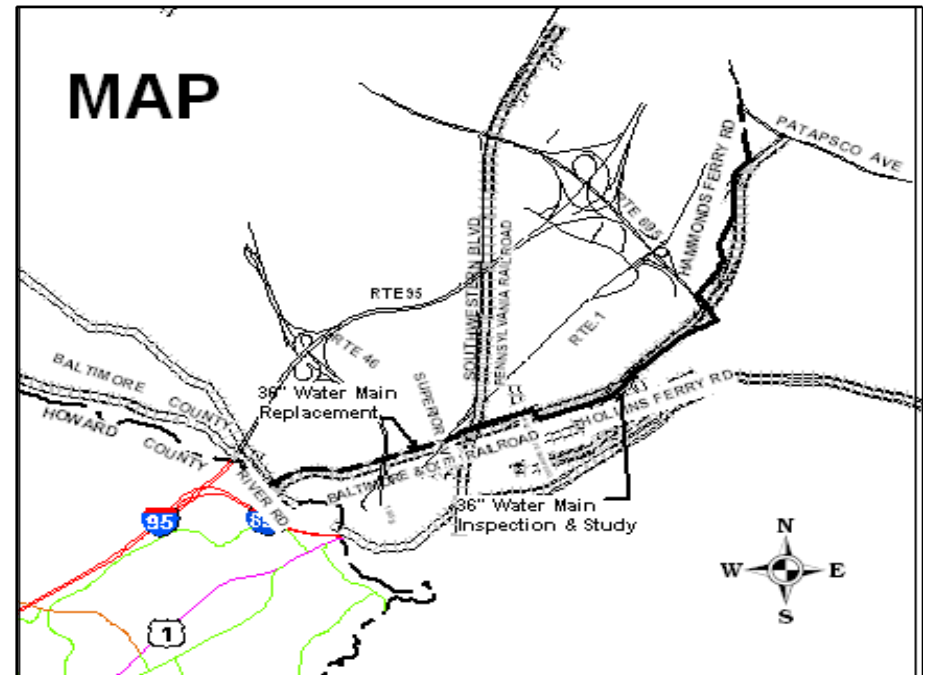 MAP
PATAPSCO AVE
HAMMONDS FERRY RD
RTE 695
SOUTHWESTERN BLVD
PENNSYLVANIA RAILROAD
RTE 95
RTE. 1
RTE 46
SUPERIOR
BALTIMORE COUNTY
HOWARD COUNTY
36" Water Main
Replacement
HOLLINS FERRY RD
BALTIMORE &
RAILROAD
RIVER RD
36" Water Main
Inspection & Study
95
1
N
W
E
S